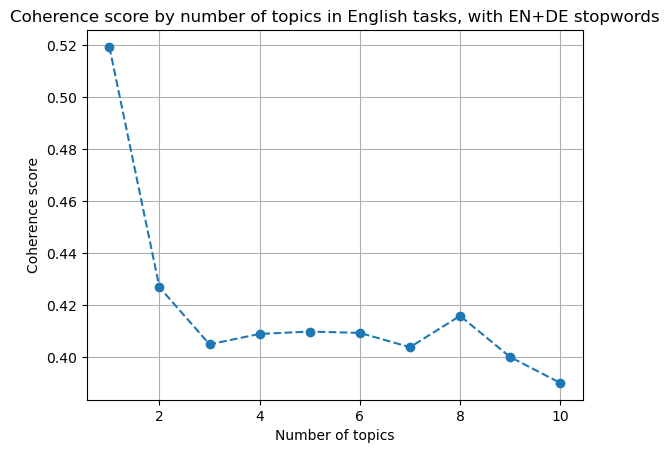 Coherence score by number of topics in English tasks, with EN+DE stopwords
0.52
0.50
0.48
0.46
0.44
0.42
0.40
Coherence score
2 4 6 8 10
Number of topics